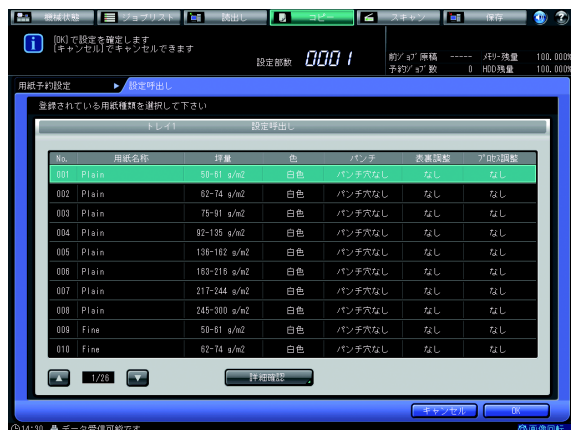 機械状態 ジョブリスト 読出し コピー スキャン 保存
[OK]で設定を確定します
[キャンセル]でキャンセルできます
設定部数 0001
前ジョブ原稿 ----- メモリー残量 100.000%
予約ジョブ数 0 HDD残量 100.000%
用紙予約設定 ▶ 設定呼出し
登録されている用紙種類を選択して下さい
トレイ1 設定呼出し
No. 用紙名称 坪量 色 パンチ 表裏調整 プロセス調整
001 Plain 50-61 g/m2 白色 パンチ穴なし なし なし
002 Plain 62-74 g/m2 白色 パンチ穴なし なし なし
003 Plain 75-91 g/m2 白色 パンチ穴なし なし なし
004 Plain 92-135 g/m2 白色 パンチ穴なし なし なし
005 Plain 136-162 g/m2 白色 パンチ穴なし なし なし
006 Plain 163-216 g/m2 白色 パンチ穴なし なし なし
007 Plain 217-244 g/m2 白色 パンチ穴なし なし なし
008 Plain 245-300 g/m2 白色 パンチ穴なし なし なし
009 Fine 50-61 g/m2 白色 パンチ穴なし なし なし
010 Fine 62-74 g/m2 白色 パンチ穴なし なし なし
1/26 詳細確認
キャンセル OK
14:30 データ受信可能です 画像回転